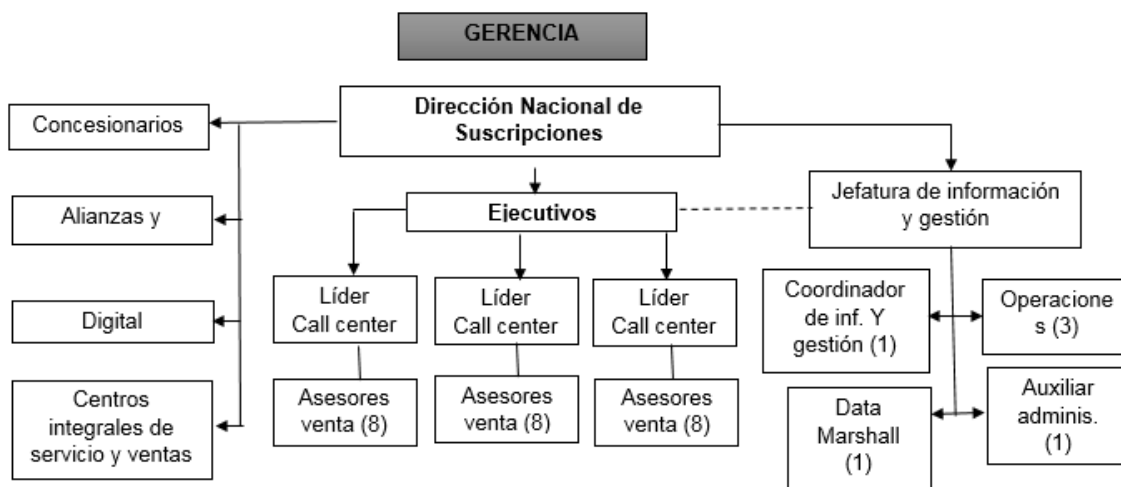 GERENCIA
Dirección Nacional de
Suscripciones
Concesionarios
Alianzas y
Digital
Centros
integrales de
servicio y ventas
Ejecutivos
Líder
Call center
Líder
Call center
Líder
Call center
Asesores
venta (8)
Asesores
venta (8)
Asesores
venta (8)
Jefatura de información
y gestión
Coordinador
de inf. Y
gestión (1)
Operacione
s (3)
Data
Marshall
(1)
Auxiliar
adminis.
(1)